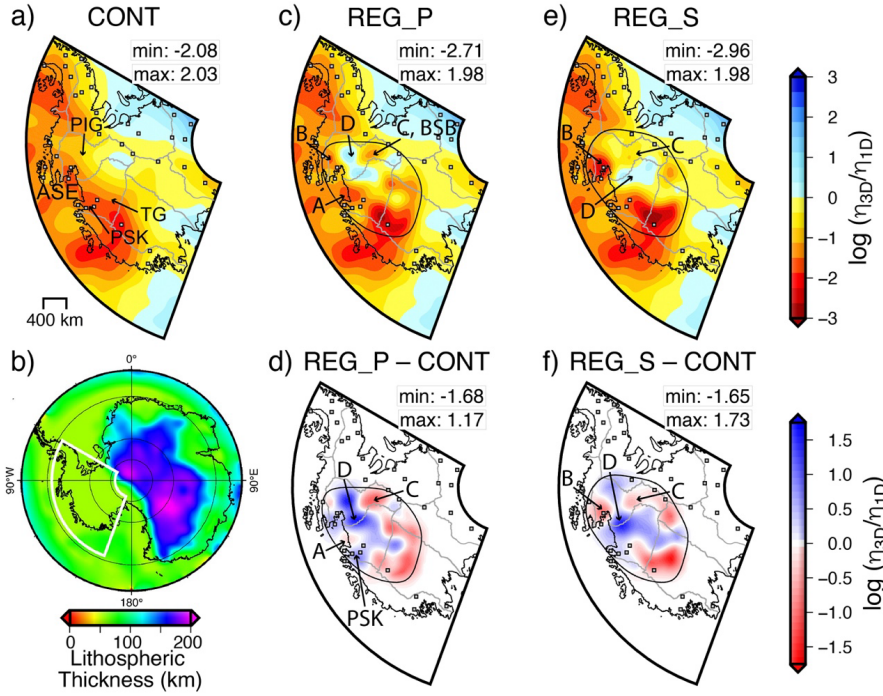 a) CONT
min: -2.08
max: 2.03
PIG
ASE
TG
PSK
400 km
c) REG_P
min: -2.71
max: 1.98
B
D
C, BSB
A
e) REG_S
min: -2.96
max: 1.98
B
C
D
3
2
1
0
−1
−2
−3
log (η3D/η1D)
b)
0°
90°W
90°E
180°
0
100
200
Lithospheric
Thickness (km)
d) REG_P – CONT
min: -1.68
max: 1.17
D
C
A
PSK
f) REG_S – CONT
min: -1.65
max: 1.73
B
D
C
1.5
1.0
0.5
0.0
−0.5
−1.0
−1.5
log (η3D/η1D)